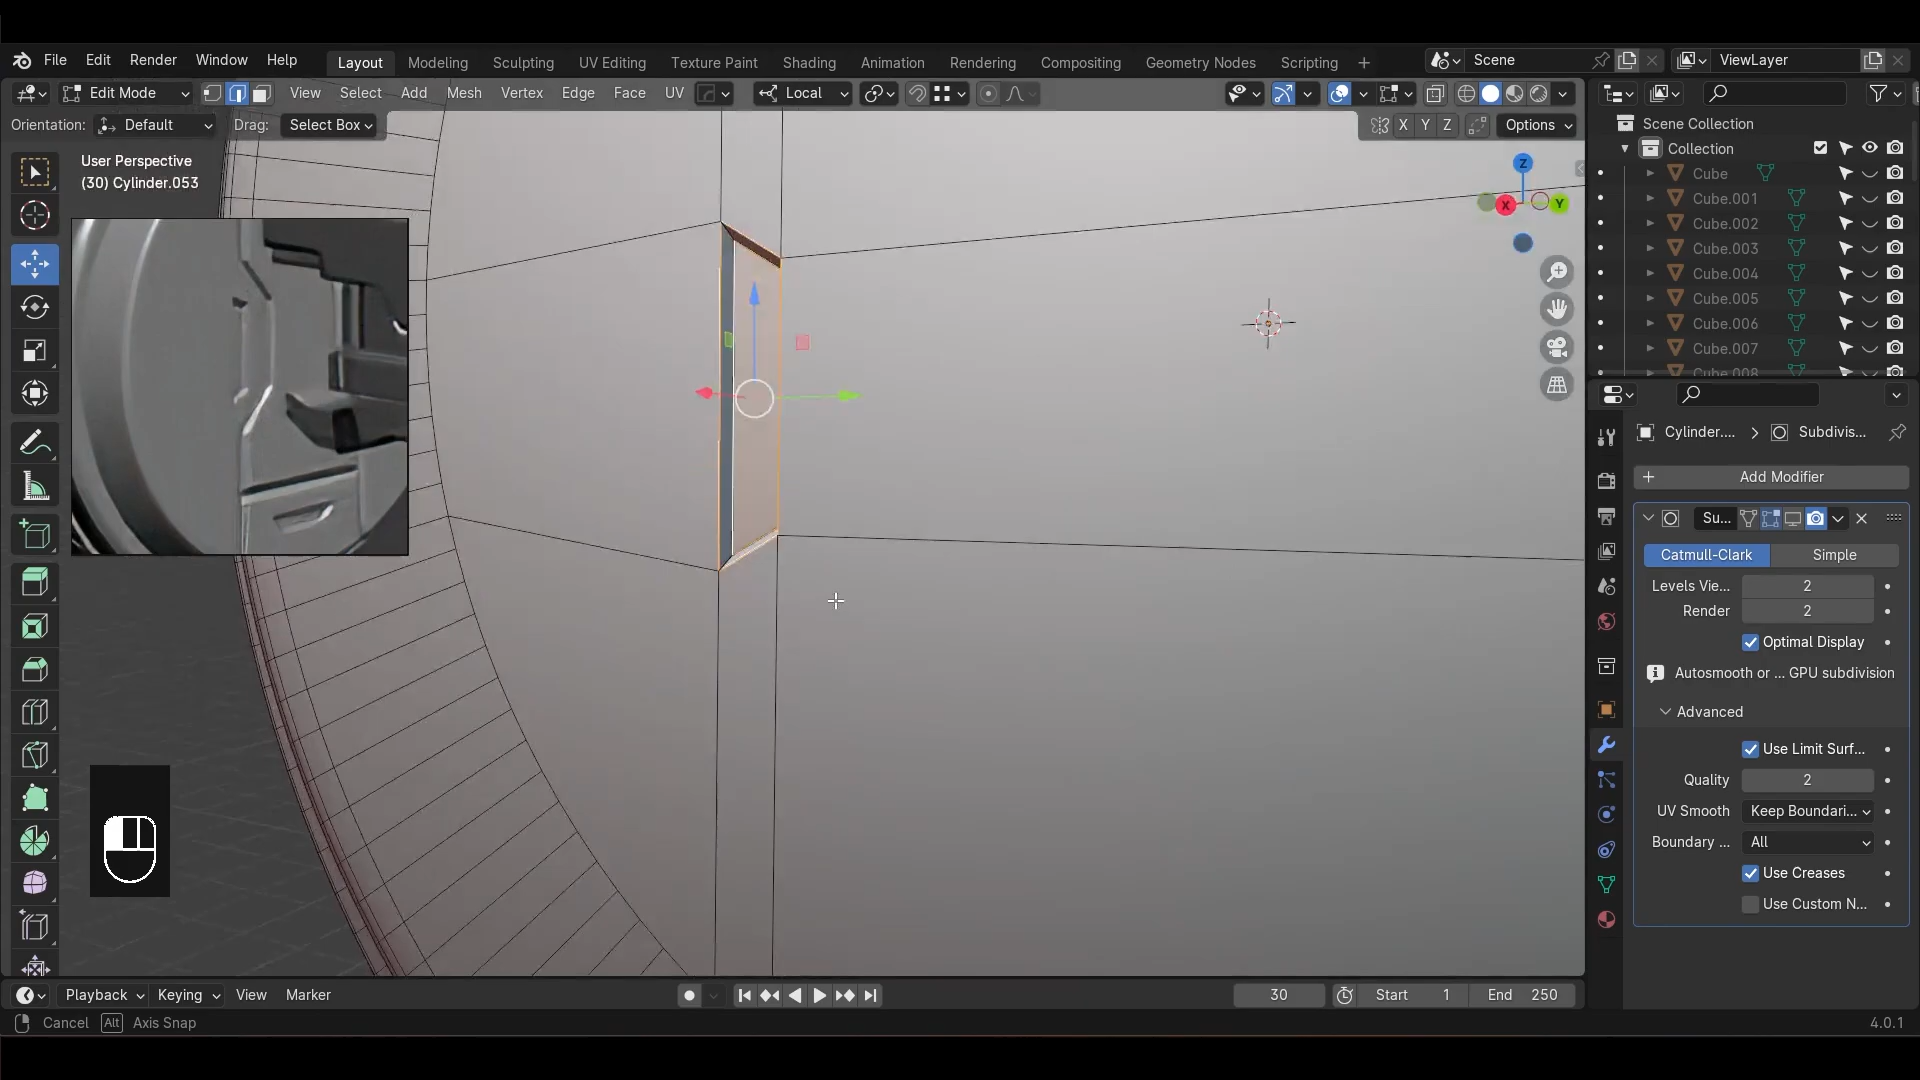 File Edit Render Window Help Layout Modeling Sculpting UV Editing Texture Paint Shading Animation Rendering Compositing Geometry Nodes Scripting + Scene ViewLayer
Edit Mode View Select Add Mesh Vertex Edge Face UV Local
Orientation: Default Drag: Select Box X Y Z Options
User Perspective
(30) Cylinder.053
Z
X
Y
Scene Collection
Collection
Cube
Cube.001
Cube.002
Cube.003
Cube.004
Cube.005
Cube.006
Cube.007
Cube.008
Cylinder.... > Subdivis...
+ Add Modifier
Su...
Catmull-Clark Simple
Levels Vie... 2
Render 2
Optimal Display
Autosmooth or ... GPU subdivision
Advanced
Use Limit Surf...
Quality 2
UV Smooth Keep Boundari...
Boundary ... All
Use Creases
Use Custom N...
Playback Keying View Marker 30 Start 1 End 250
Cancel Alt Axis Snap 4.0.1